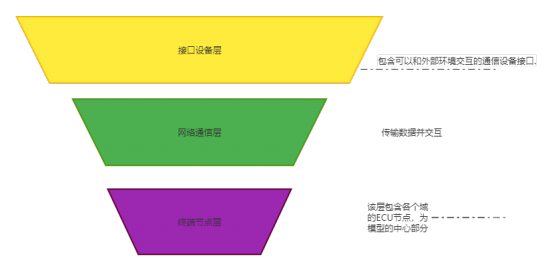 接口设备层
包含可以和外部环境交互的通信设备接口.
网络通信层
传输数据并交互
终端节点层
该层包含各个域
的ECU节点，为
模型的中心部分